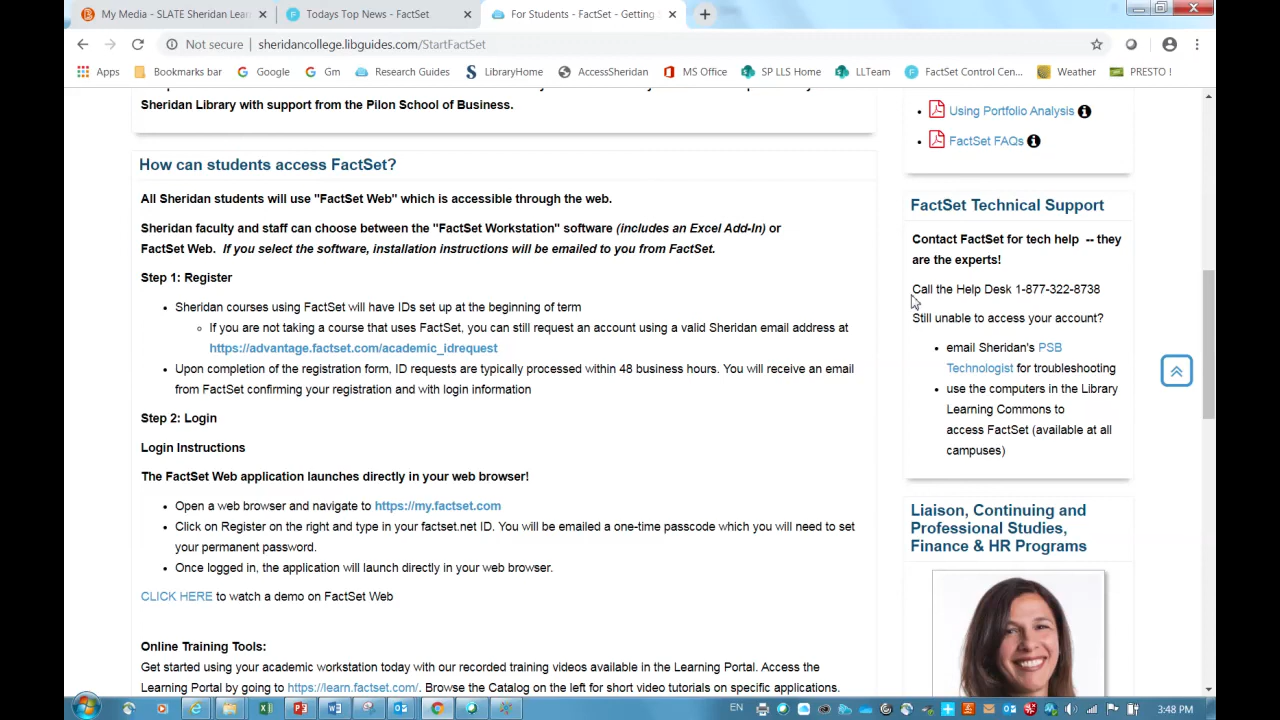 My Media - SLATE Sheridan Lear
Todays Top News - FactSet
For Students - FactSet - Getting
Not secure
sheridancollege.libguides.com/StartFactSet
Apps
Bookmarks bar
Google
Gm
Research Guides
LibraryHome
AccessSheridan
MS Office
SP LLS Home
LLTeam
FactSet Control Cen...
Weather
PRESTO !
Sheridan Library with support from the Pilon School of Business.
How can students access FactSet?
All Sheridan students will use "FactSet Web" which is accessible through the web.
Sheridan faculty and staff can choose between the "FactSet Workstation" software (includes an Excel Add-In) or
FactSet Web. If you select the software, installation instructions will be emailed to you from FactSet.
Step 1: Register
• Sheridan courses using FactSet will have IDs set up at the beginning of term
◦ If you are not taking a course that uses FactSet, you can still request an account using a valid Sheridan email address at
https://advantage.factset.com/academic_idrequest
• Upon completion of the registration form, ID requests are typically processed within 48 business hours. You will receive an email
from FactSet confirming your registration and with login information
Step 2: Login
Login Instructions
The FactSet Web application launches directly in your web browser!
• Open a web browser and navigate to https://my.factset.com
• Click on Register on the right and type in your factset.net ID. You will be emailed a one-time passcode which you will need to set
your permanent password.
• Once logged in, the application will launch directly in your web browser.
CLICK HERE to watch a demo on FactSet Web
Online Training Tools:
Get started using your academic workstation today with our recorded training videos available in the Learning Portal. Access the
Learning Portal by going to https://learn.factset.com/. Browse the Catalog on the left for short video tutorials on specific applications.
• Using Portfolio Analysis
• FactSet FAQs
FactSet Technical Support
Contact FactSet for tech help -- they
are the experts!
Call the Help Desk 1-877-322-8738
Still unable to access your account?
• email Sheridan's PSB
Technologist for troubleshooting
• use the computers in the Library
Learning Commons to
access FactSet (available at all
campuses)
Liaison, Continuing and
Professional Studies,
Finance & HR Programs
EN
3:48 PM